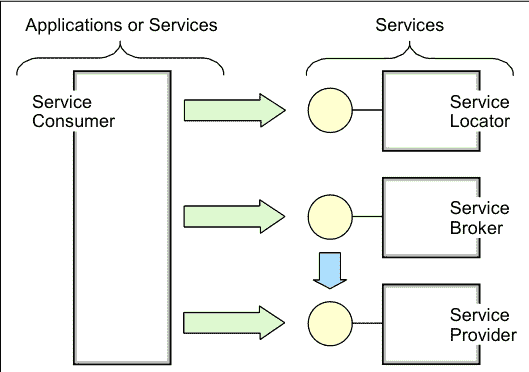 Applications or Services
Services
Service
Consumer
Service
Locator
Service
Broker
Service
Provider